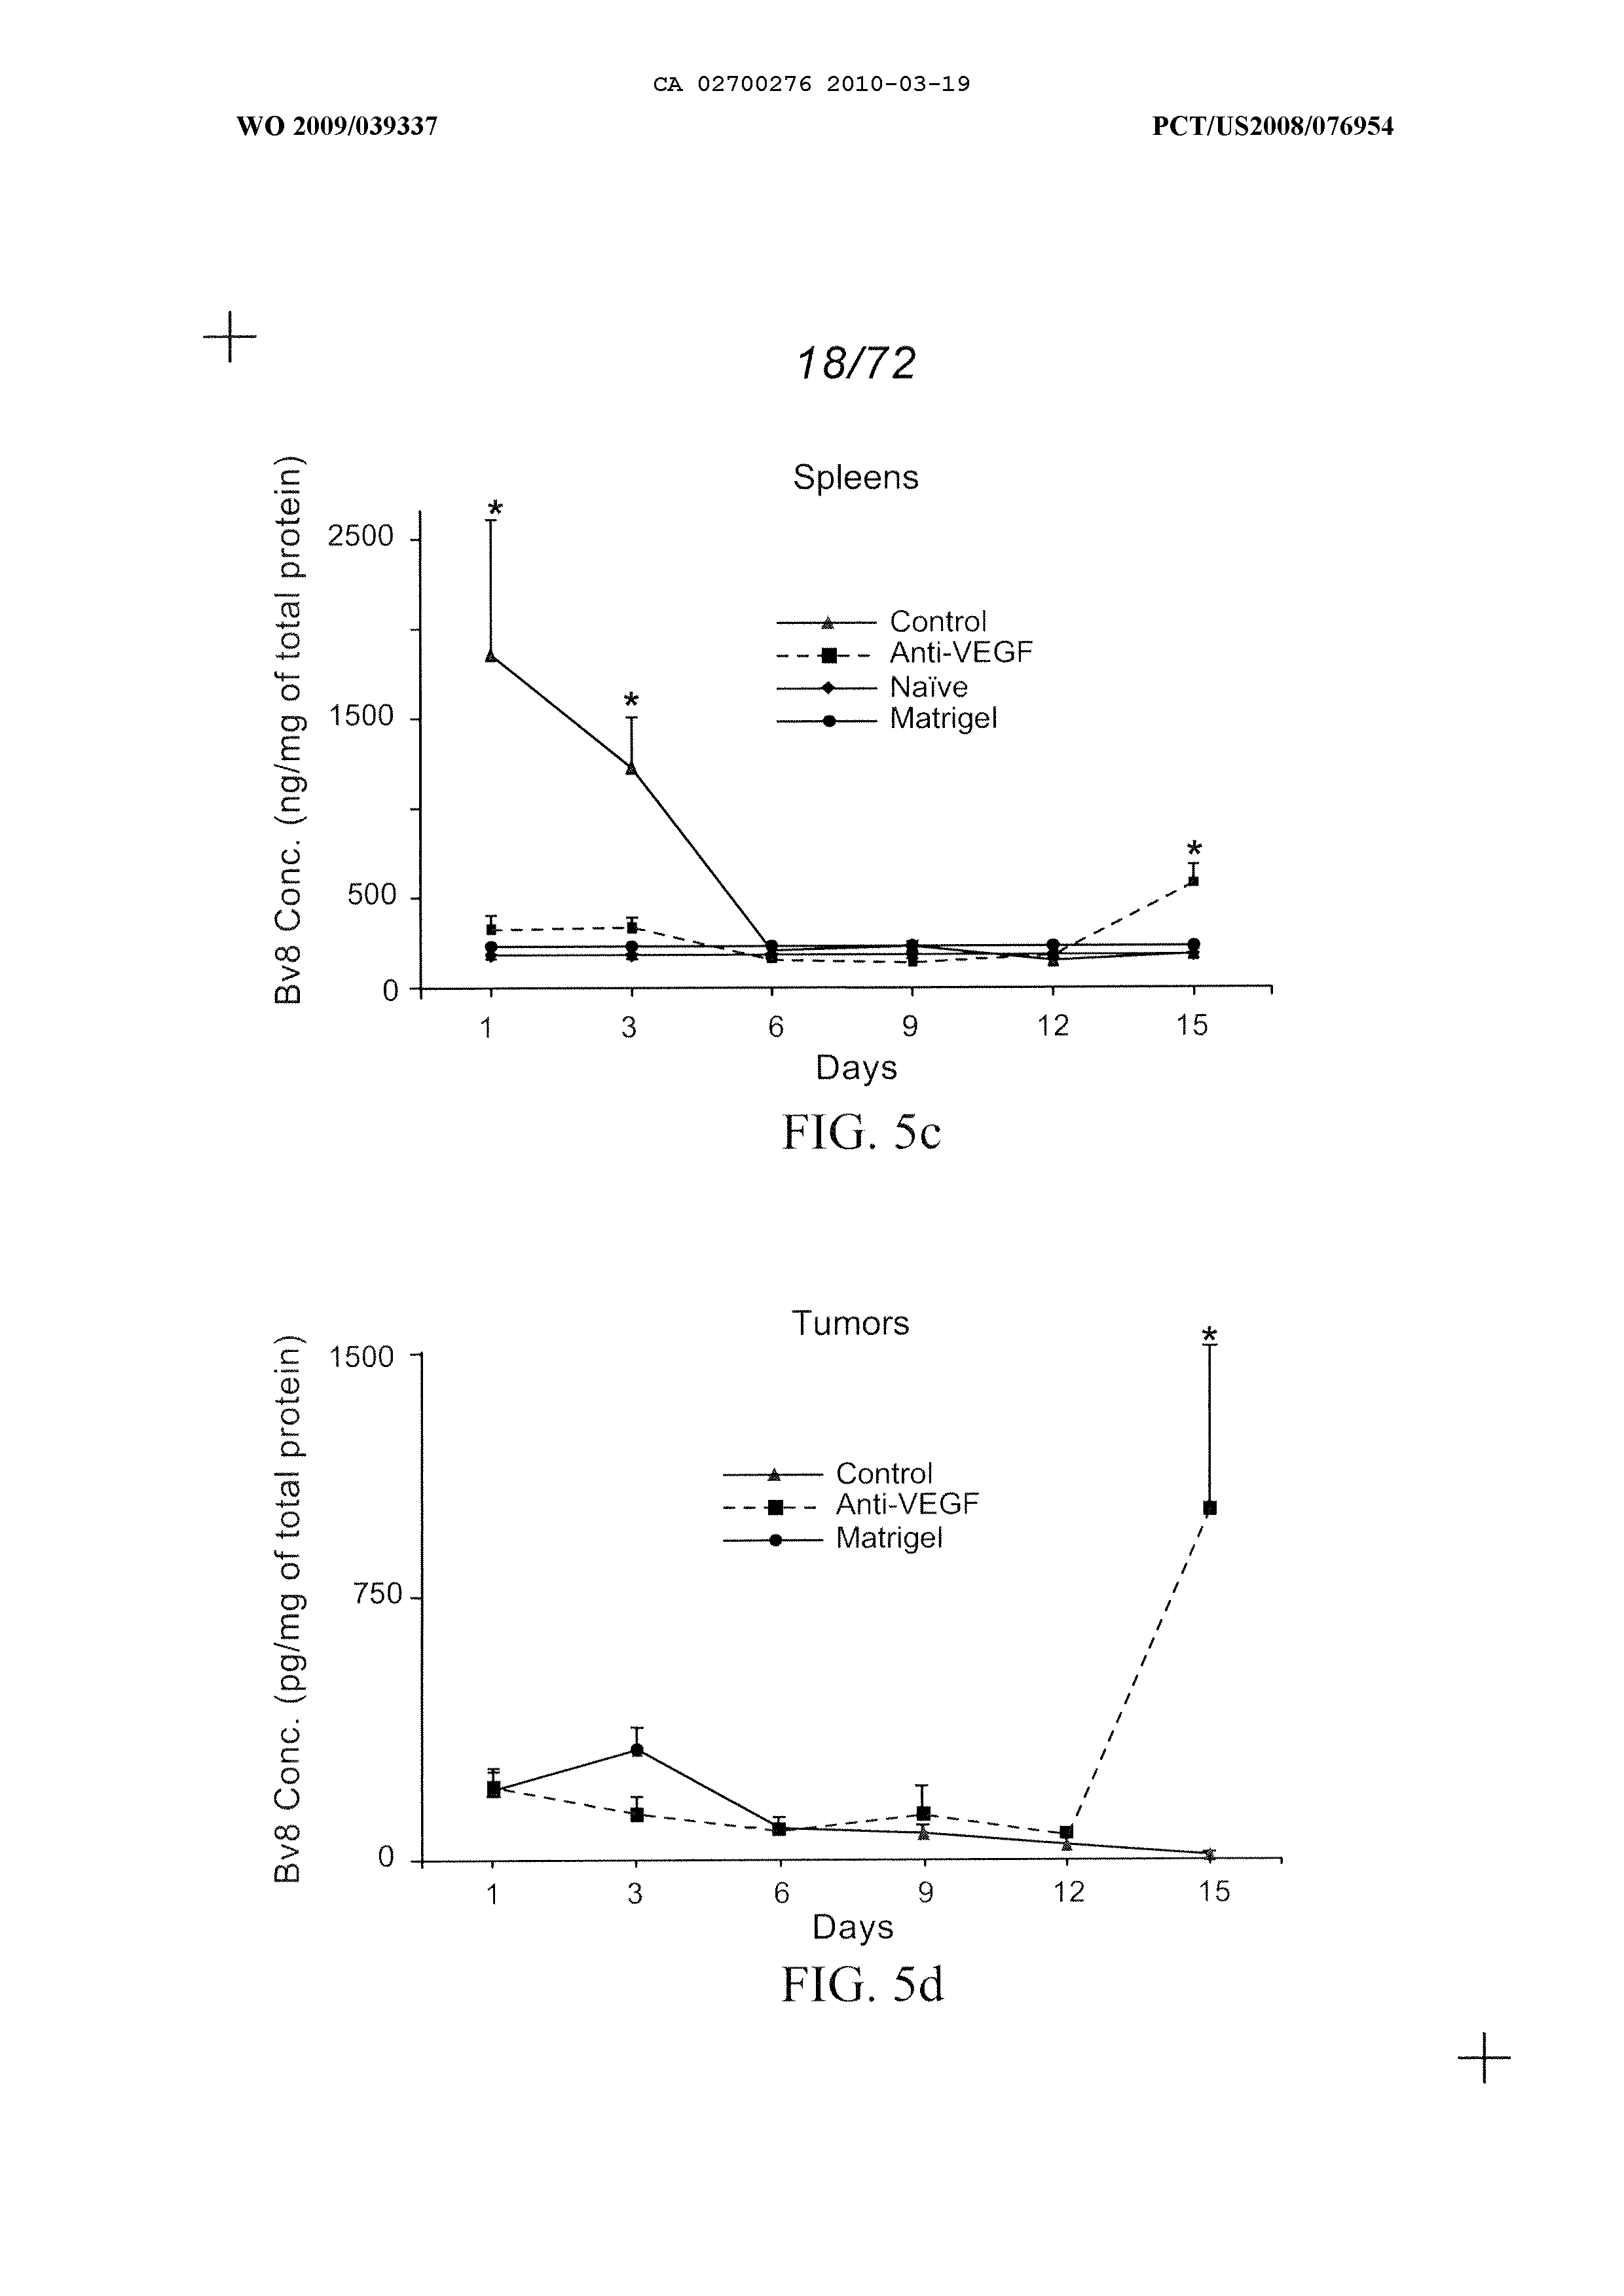 CA 02700276 2010-03-19
WO 2009/039337
PCT/US2008/076954
18/72
Spleens
Bv8 Conc. (ng/mg of total protein)
2500
1500
500
0
*
*
*
Control
Anti-VEGF
Naïve
Matrigel
1 3 6 9 12 15
Days
FIG. 5c
Tumors
Bv8 Conc. (pg/mg of total protein)
1500
750
0
*
Control
Anti-VEGF
Matrigel
1 3 6 9 12 15
Days
FIG. 5d